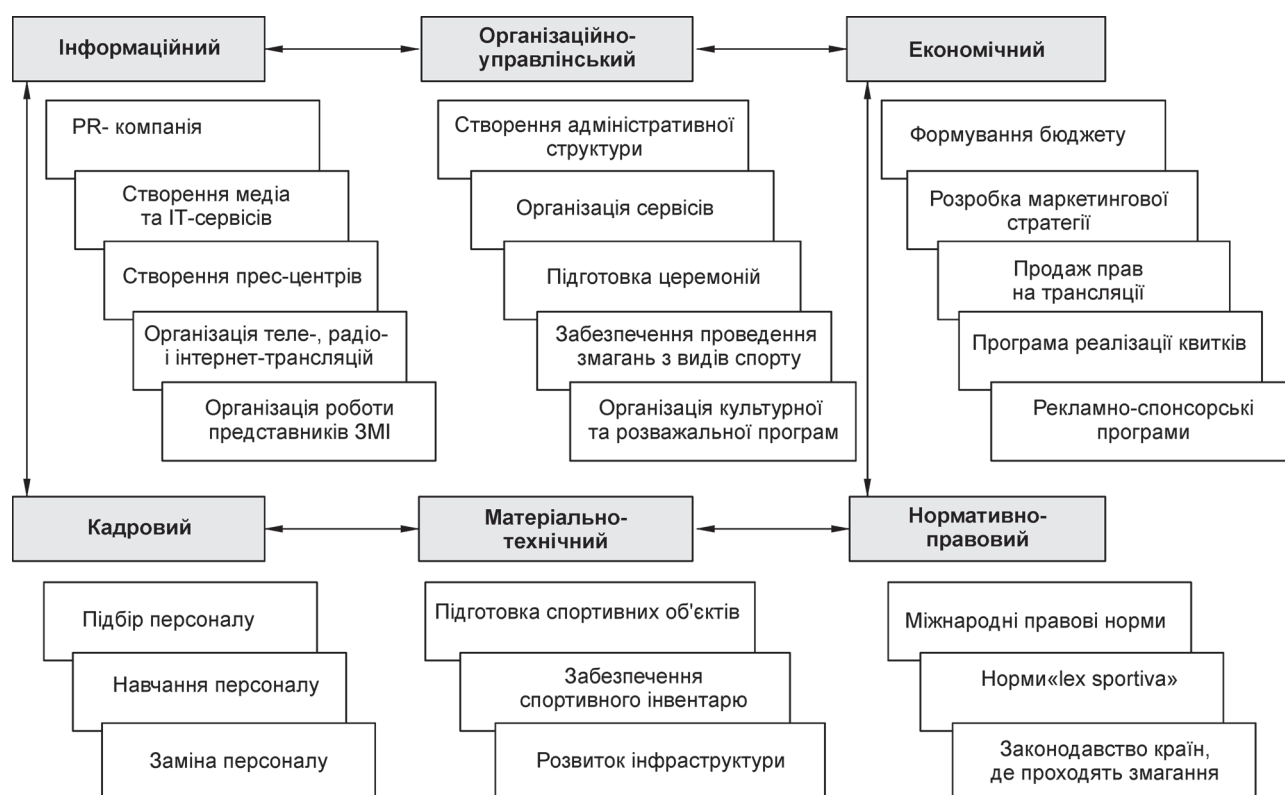 Інформаційний
Організаційно-
управлінський
Економічний
PR- компанія
Створення медіа
та ІТ-сервісів
Створення прес-центрів
Організація теле-, радіо-
і інтернет-трансляцій
Організація роботи
представників ЗМІ
Створення адміністративної
структури
Організація сервісів
Підготовка церемоній
Забезпечення проведення
змагань з видів спорту
Організація культурної
та розважальної програм
Формування бюджету
Розробка маркетингової
стратегії
Продаж прав
на трансляції
Програма реалізації квитків
Рекламно-спонсорські
програми
Кадровий
Матеріально-
технічний
Нормативно-
правовий
Підбір персоналу
Навчання персоналу
Заміна персоналу
Підготовка спортивних об'єктів
Забезпечення
спортивного інвентарю
Розвиток інфраструктури
Міжнародні правові норми
Норми«lex sportiva»
Законодавство країн,
де проходять змагання